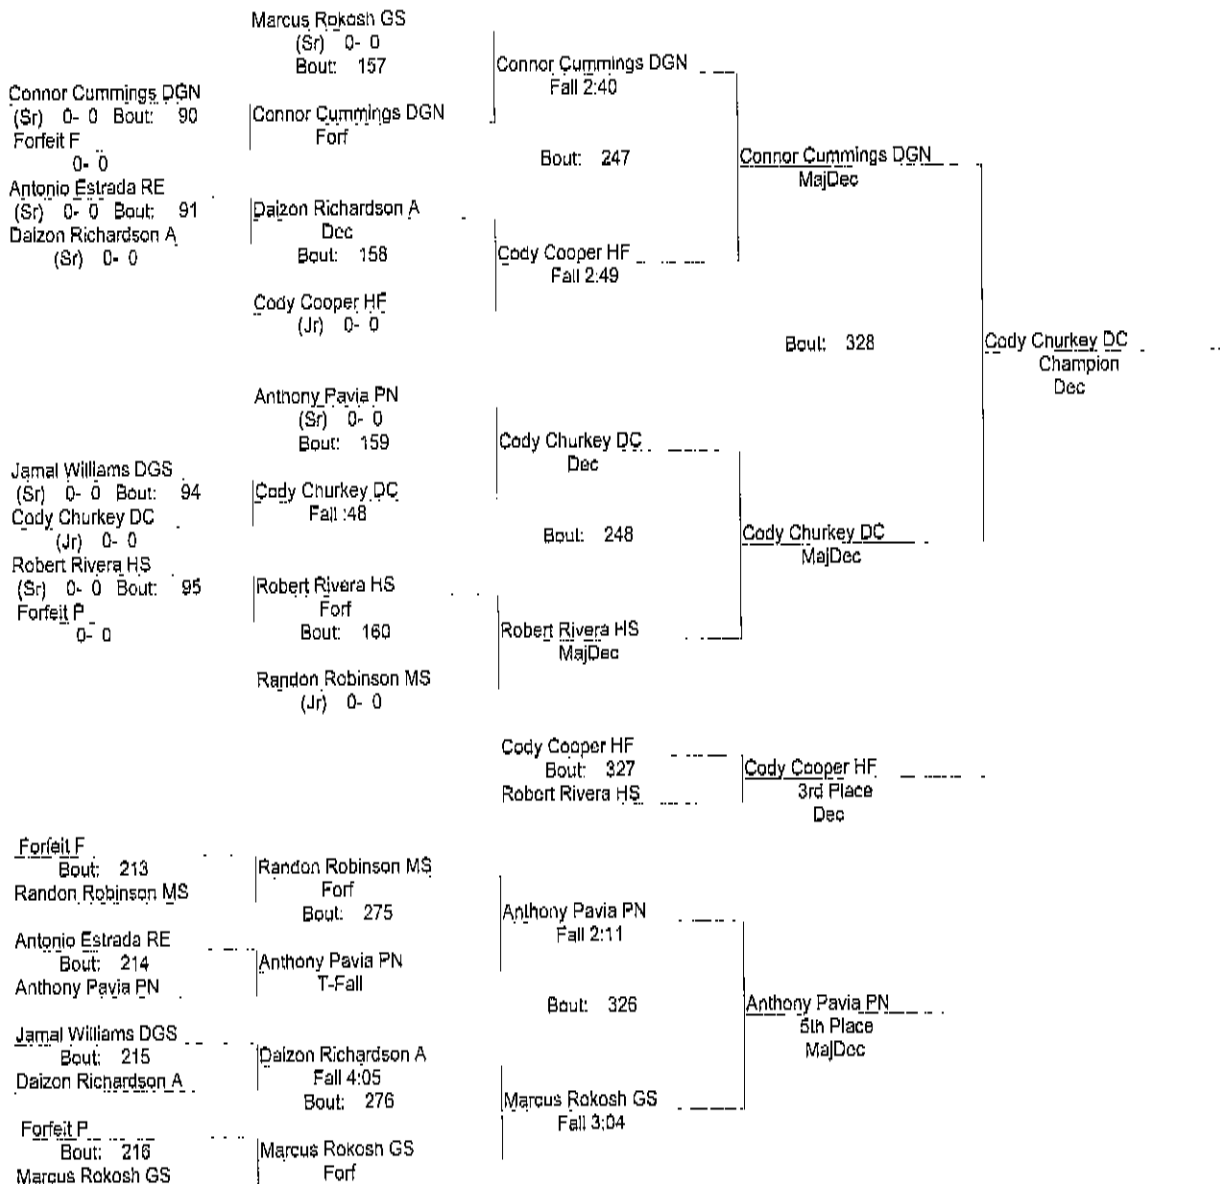 Marcus Rokosh GS
(Sr) 0- 0
Bout: 157
Connor Cummings DGN
Fall 2:40
Connor Cummings DGN
(Sr) 0- 0 Bout: 90
Forfeit F
0- 0
Connor Cummings DGN
Forf
Bout: 247
Connor Cummings DGN
MajDec
Antonio Estrada RE
(Sr) 0- 0 Bout: 91
Daizon Richardson A
(Sr) 0- 0
Daizon Richardson A
Dec
Bout: 158
Cody Cooper HF
Fall 2:49
Cody Cooper HF
(Jr) 0- 0
Bout: 328
Cody Churkey DC
Champion
Dec
Anthony Pavia PN
(Sr) 0- 0
Bout: 159
Cody Churkey DC
Dec
Jamal Williams DGS
(Sr) 0- 0 Bout: 94
Cody Churkey DC
(Jr) 0- 0
Cody Churkey DC
Fall :48
Bout: 248
Cody Churkey DC
MajDec
Robert Rivera HS
(Sr) 0- 0 Bout: 95
Forfeit P
0- 0
Robert Rivera HS
Forf
Bout: 160
Robert Rivera HS
MajDec
Randon Robinson MS
(Jr) 0- 0
Cody Cooper HF
Bout: 327
Robert Rivera HS
Cody Cooper HF
3rd Place
Dec
Forfeit F
Bout: 213
Randon Robinson MS
Randon Robinson MS
Forf
Bout: 275
Anthony Pavia PN
Fall 2:11
Antonio Estrada RE
Bout: 214
Anthony Pavia PN
Anthony Pavia PN
T-Fall
Bout: 326
Anthony Pavia PN
5th Place
MajDec
Jamal Williams DGS
Bout: 215
Daizon Richardson A
Daizon Richardson A
Fall 4:05
Bout: 276
Marcus Rokosh GS
Fall 3:04
Forfeit P
Bout: 216
Marcus Rokosh GS
Marcus Rokosh GS
Forf